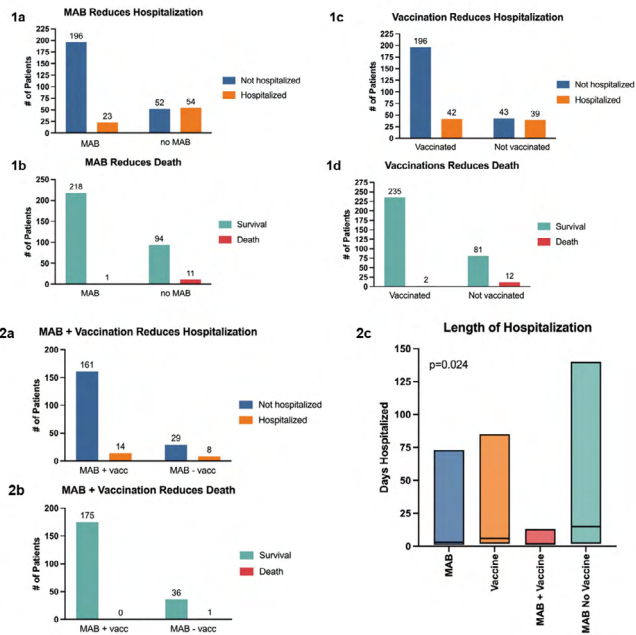 1a
MAB Reduces Hospitalization
# of Patients
225
200
175
150
125
100
75
50
25
0
196
23
52
54
MAB
no MAB
Not hospitalized
Hospitalized
1c
Vaccination Reduces Hospitalization
# of Patients
225
200
175
150
125
100
75
50
25
0
196
42
43
39
Vaccinated
Not vaccinated
Not hospitalized
Hospitalized
1b
MAB Reduces Death
# of Patients
250
200
150
100
50
0
218
1
94
11
MAB
no MAB
Survival
Death
1d
Vaccinations Reduces Death
# of Patients
275
250
225
200
175
150
125
100
75
50
25
0
235
2
81
12
Vaccinated
Not vaccinated
Survival
Death
2a
MAB + Vaccination Reduces Hospitalization
# of Patients
200
150
100
50
0
161
14
29
8
MAB + vacc
MAB - vacc
Not hospitalized
Hospitalized
2b
MAB + Vaccination Reduces Death
# of Patients
200
150
100
50
0
175
0
36
1
MAB + vacc
MAB - vacc
Survival
Death
2c
Length of Hospitalization
p=0.024
Days Hospitalized
150
125
100
75
50
25
0
MAB
Vaccine
MAB + Vaccine
MAB No Vaccine